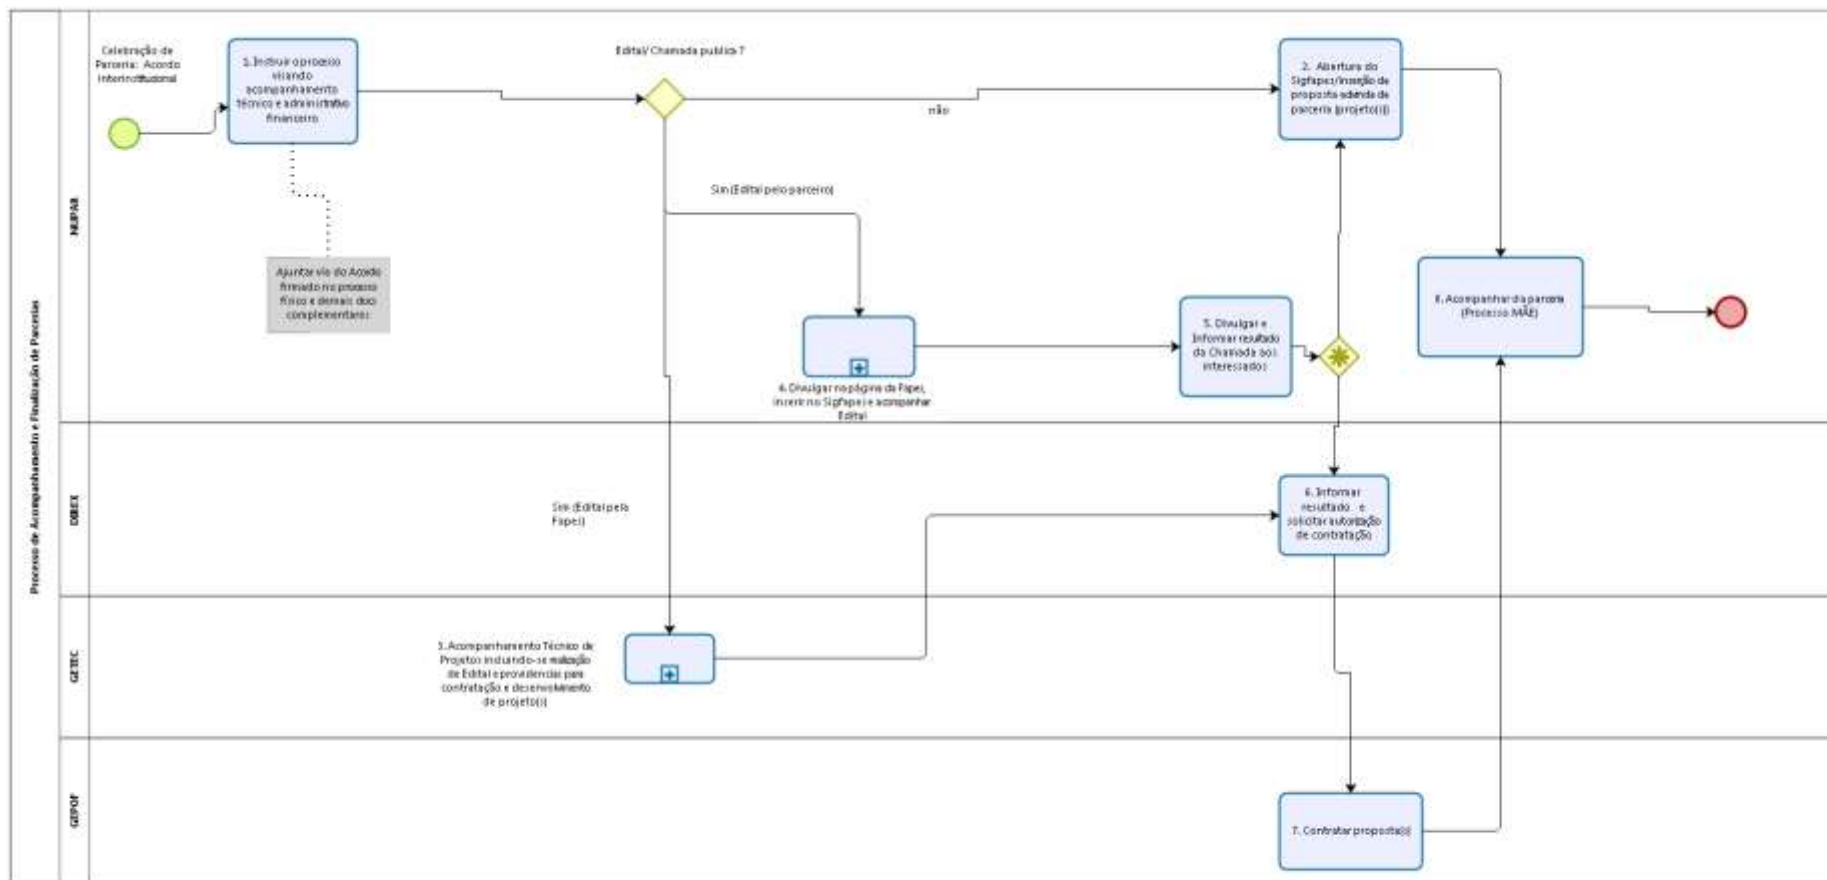 Processo de Acompanhamento e Finalização de Parcerias
NUPAR
Celebração de
Parceria: Acordo
Interinstitucional
1. Instruir o processo
visando
acompanhamento
técnico e administrativo
financeiro
Ajuntar via do Acordo
firmado no processo
físico e demais docs
complementares
Edital/ Chamada publica ?
não
Sim (Edital pelo parceiro)
2. Abertura do
Sigfapes/Inserção de
proposta advinda de
parceria (projeto(s))
4. Divulgar na página da Fapes,
inserir no Sigfapes e acompanhar
Edital
5. Divulgar e
Informar resultado
da Chamada aos
interessados
8. Acompanhar da parceria
(Processo MÃE)
DIREX
Sim (Edital pela
Fapes)
6. Informar
resultado e
solicitar autorização
de contratação
GETEC
3. Acompanhamento Técnico de
Projetos incluindo-se realização
de Edital e providencias para
contratação e desenvolvimento
de projeto(s)
GEPOF
7. Contratar proposta(s)